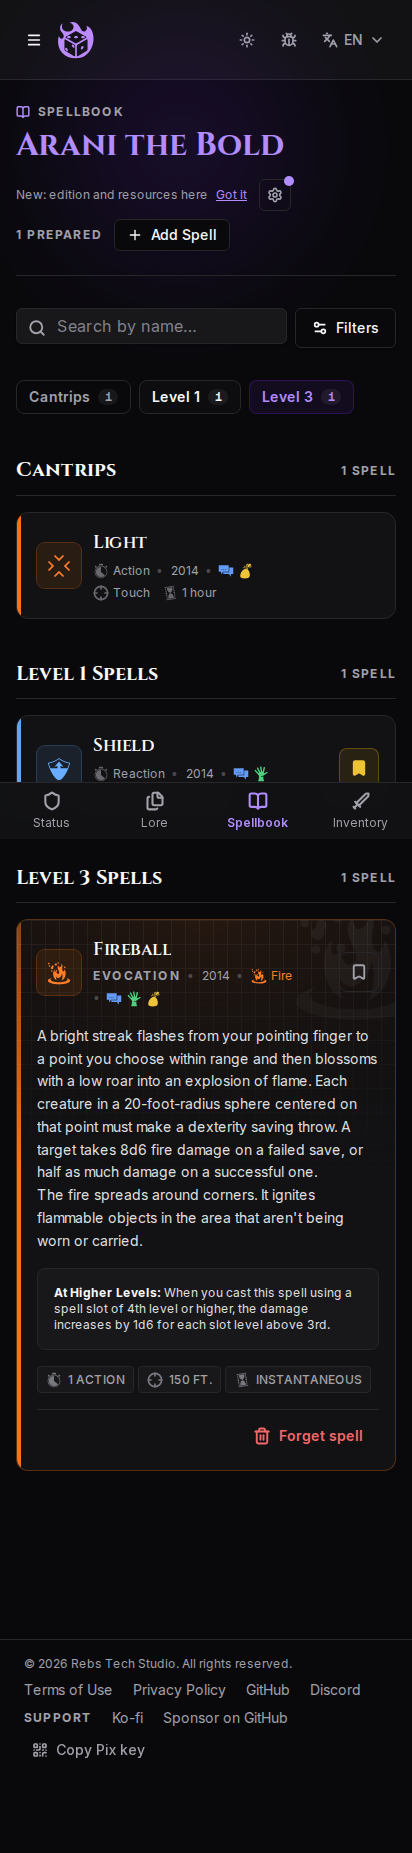 EN
SPELLBOOK
Arani the Bold
New: edition and resources here Got it
1 PREPARED
Add Spell
Search by name...
Filters
Cantrips 1
Level 1 1
Level 3 1
Cantrips
1 SPELL
Light
Action • 2014 •
Touch 1 hour
Level 1 Spells
1 SPELL
Shield
Reaction • 2014 •
Status
Lore
Spellbook
Inventory
Level 3 Spells
1 SPELL
Fireball
EVOCATION • 2014 • Fire
•
A bright streak flashes from your pointing finger to
a point you choose within range and then blossoms
with a low roar into an explosion of flame. Each
creature in a 20-foot-radius sphere centered on
that point must make a dexterity saving throw. A
target takes 8d6 fire damage on a failed save, or
half as much damage on a successful one.
The fire spreads around corners. It ignites
flammable objects in the area that aren't being
worn or carried.
At Higher Levels: When you cast this spell using a
spell slot of 4th level or higher, the damage
increases by 1d6 for each slot level above 3rd.
1 ACTION
150 FT.
INSTANTANEOUS
Forget spell
© 2026 Rebs Tech Studio. All rights reserved.
Terms of Use Privacy Policy GitHub Discord
SUPPORT Ko-fi Sponsor on GitHub
Copy Pix key